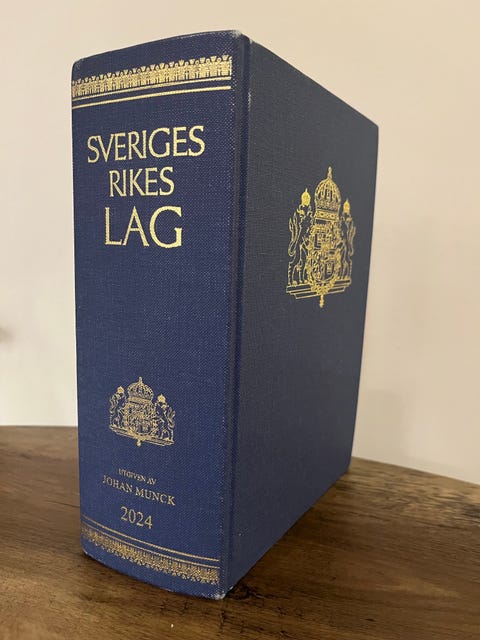 SVERIGES
RIKES
LAG
UTGIVEN AV
JOHAN MUNCK
2024